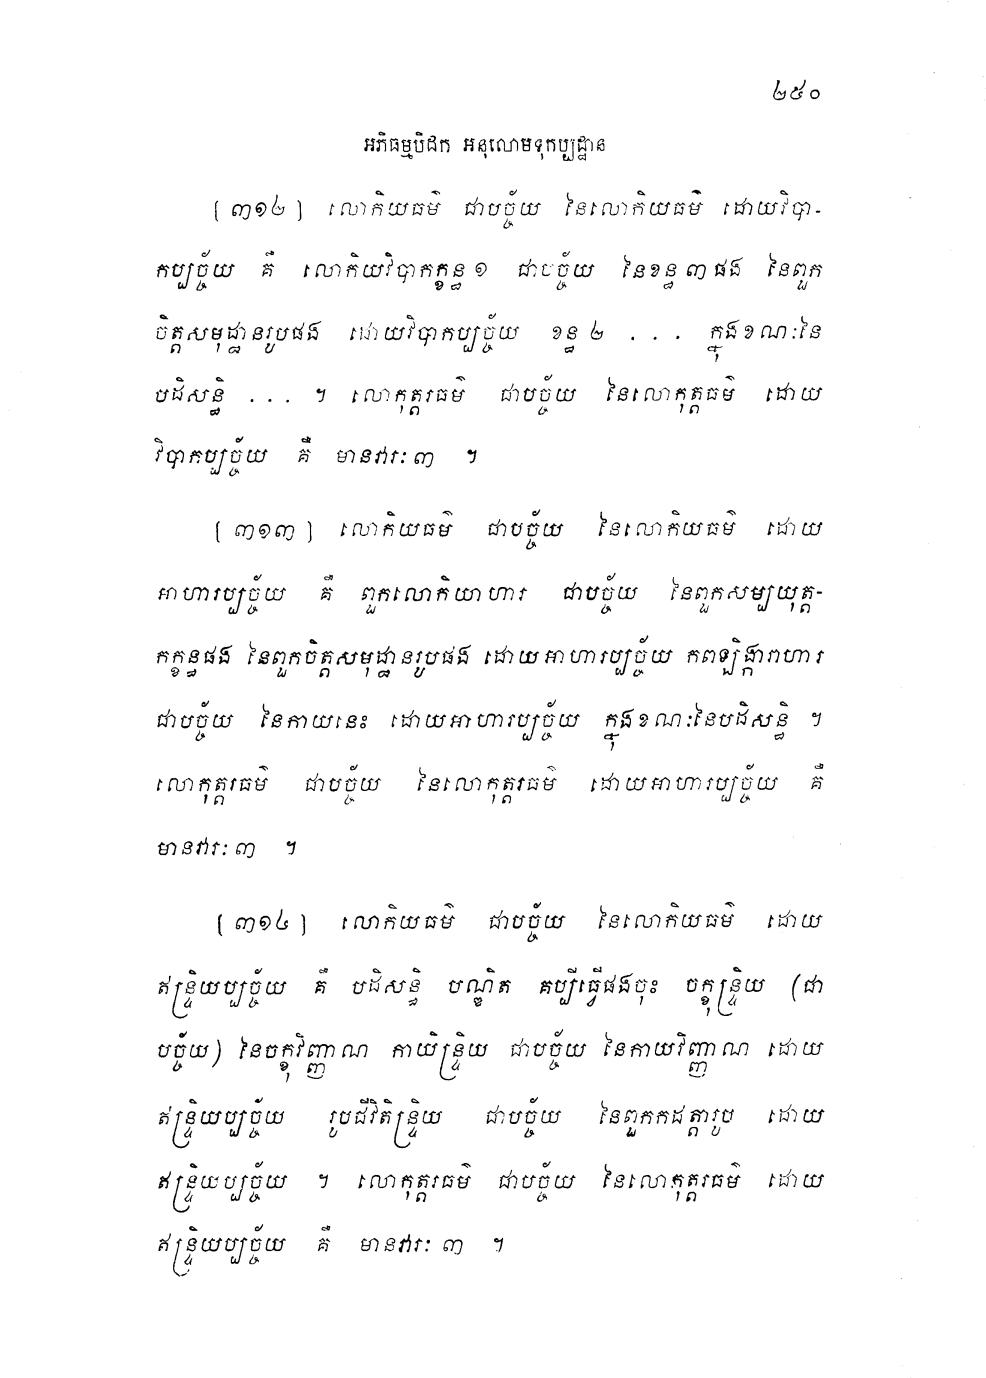 ២៥០
អភិធម្មបិដក អនុលោមទុកប្បដ្ឋាន
[៣១២] លោកិយធម៌ ជាបច្ច័យ នៃលោកិយធម៌ ដោយវិបា-
កប្បច្ច័យ គឺ លោកិយវិបាកក្ខន្ធ ១ ជាបច្ច័យ នៃខន្ធ ៣ ផង នៃពួក
ចិត្តសមុដ្ឋានរូបផង ដោយវិបាកប្បច្ច័យ ខន្ធ ២ . . . ក្នុងខណៈនៃ
បដិសន្ធិ . . . ។ លោកុត្តរធម៌ ជាបច្ច័យ នៃលោកុត្តធម៌ ដោយ
វិបាកប្បច្ច័យ គឺ មានវារៈ ៣ ។
[៣១៣] លោកិយធម៌ ជាបច្ច័យ នៃលោកិយធម៌ ដោយ
អាហារប្បច្ច័យ គឺ ពួកលោកិយាហារ ជាបច្ច័យ នៃពួកសម្បយុត្ត-
កក្ខន្ធផង នៃពួកចិត្តសមុដ្ឋានរូបផង ដោយអាហារប្បច្ច័យ កពឡិង្ការាហារ
ជាបច្ច័យ នៃកាយនេះ ដោយអាហារប្បច្ច័យ ក្នុងខណៈនៃបដិសន្ធិ ។
លោកុត្តរធម៌ ជាបច្ច័យ នៃលោកុត្តរធម៌ ដោយអាហារប្បច្ច័យ គឺ
មានវារៈ ៣ ។
[៣១៤] លោកិយធម៌ ជាបច្ច័យ នៃលោកិយធម៌ ដោយ
ឥន្ទ្រិយប្បច្ច័យ គឺ បដិសន្ធិ បណ្ឌិត គប្បីធ្វើផងចុះ ចក្ខុន្ទ្រិយ (ជា
បច្ច័យ) នៃចក្ខុវិញ្ញាណ កាយិន្ទ្រិយ ជាបច្ច័យ នៃកាយវិញ្ញាណ ដោយ
ឥន្ទ្រិយប្បច្ច័យ រូបជីវិតិន្ទ្រិយ ជាបច្ច័យ នៃពួកកដត្តារូប ដោយ
ឥន្ទ្រិយប្បច្ច័យ ។ លោកុត្តរធម៌ ជាបច្ច័យ នៃលោកុត្តរធម៌ ដោយ
ឥន្ទ្រិយប្បច្ច័យ គឺ មានវារៈ ៣ ។